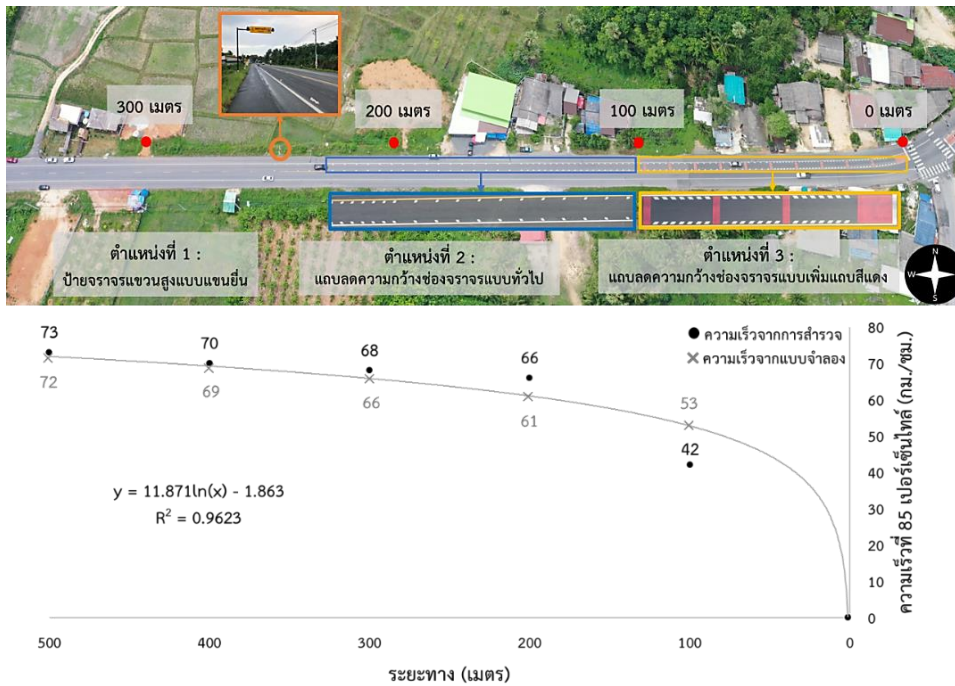 300 เมตร
200 เมตร
100 เมตร
0 เมตร
ตำแหน่งที่ 1 :
ป้ายจราจรแขวนสูงแบบแขนยื่น
ตำแหน่งที่ 2 :
แถบลดความกว้างช่องจราจรแบบทั่วไป
ตำแหน่งที่ 3 :
แถบลดความกว้างช่องจราจรแบบเพิ่มแถบสีแดง
N
W
E
S
73
70
68
66
42
72
69
66
61
53
ความเร็วจากการสำรวจ
ความเร็วจากแบบจำลอง
y = 11.871ln(x) - 1.863
R² = 0.9623
80
70
60
50
40
30
20
10
0
ความเร็วที่ 85 เปอร์เซ็นไทล์ (กม./ชม.)
500
400
300
200
100
0
ระยะทาง (เมตร)